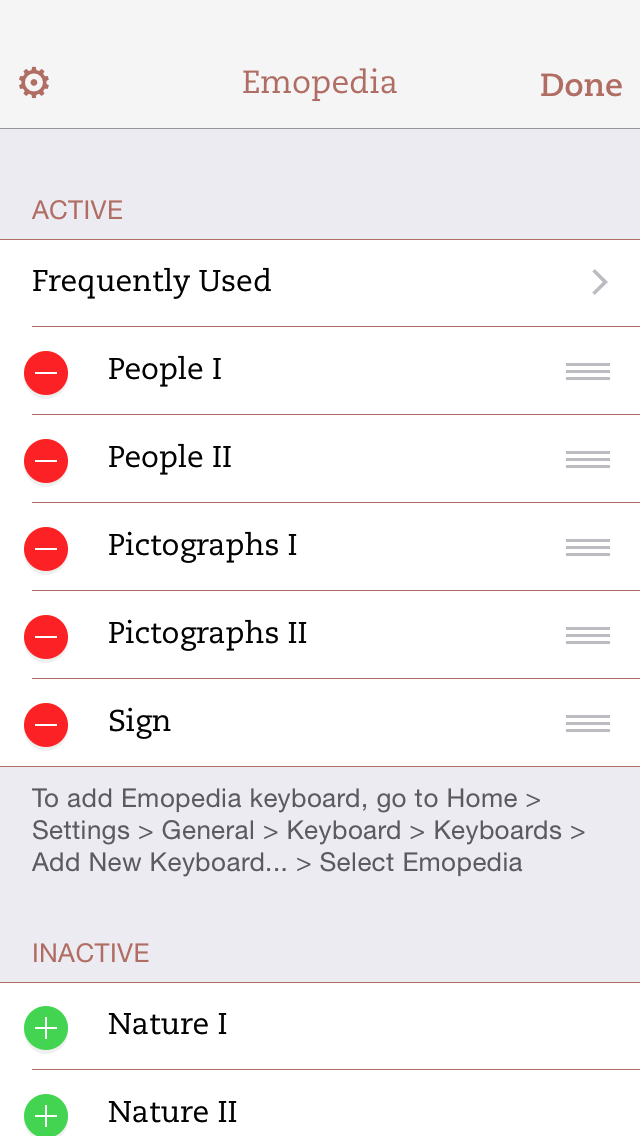 Emopedia
Done
ACTIVE
Frequently Used
People I
People II
Pictographs I
Pictographs II
Sign
To add Emopedia keyboard, go to Home >
Settings > General > Keyboard > Keyboards >
Add New Keyboard... > Select Emopedia
INACTIVE
Nature I
Nature II